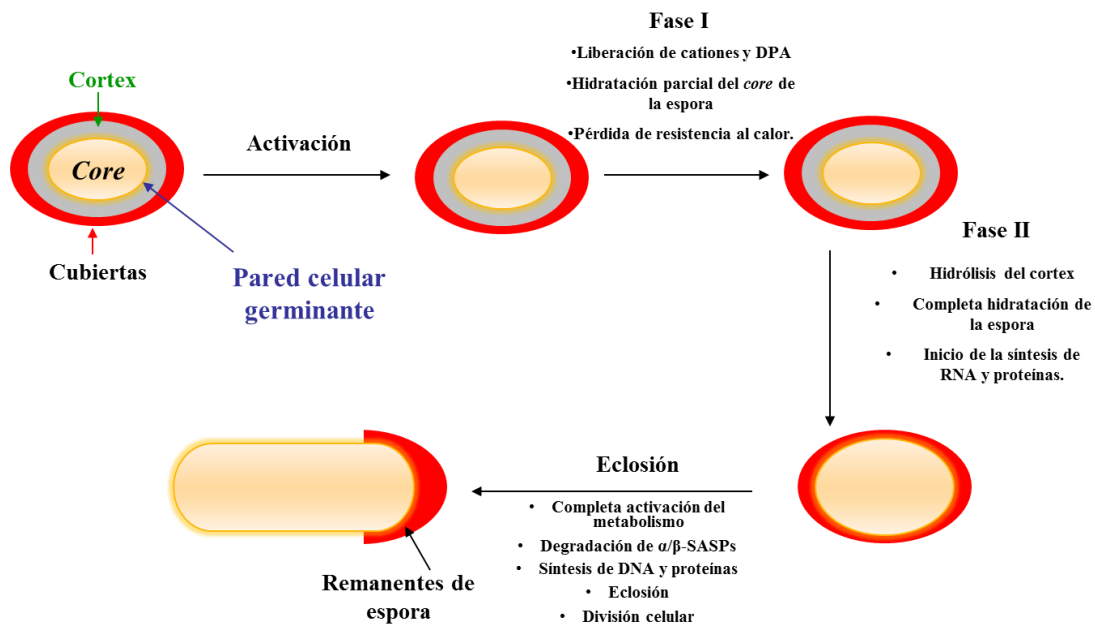 Cortex
Core
Cubiertas
Pared celular
germinante
Activación
Fase I
•Liberación de cationes y DPA
•Hidratación parcial del core de
la espora
•Pérdida de resistencia al calor.
Fase II
• Hidrólisis del cortex
• Completa hidratación de
la espora
• Inicio de la síntesis de
RNA y proteínas.
Eclosión
• Completa activación del
metabolismo
• Degradación de α/β-SASPs
• Síntesis de DNA y proteínas
• Eclosión
• División celular
Remanentes de
espora